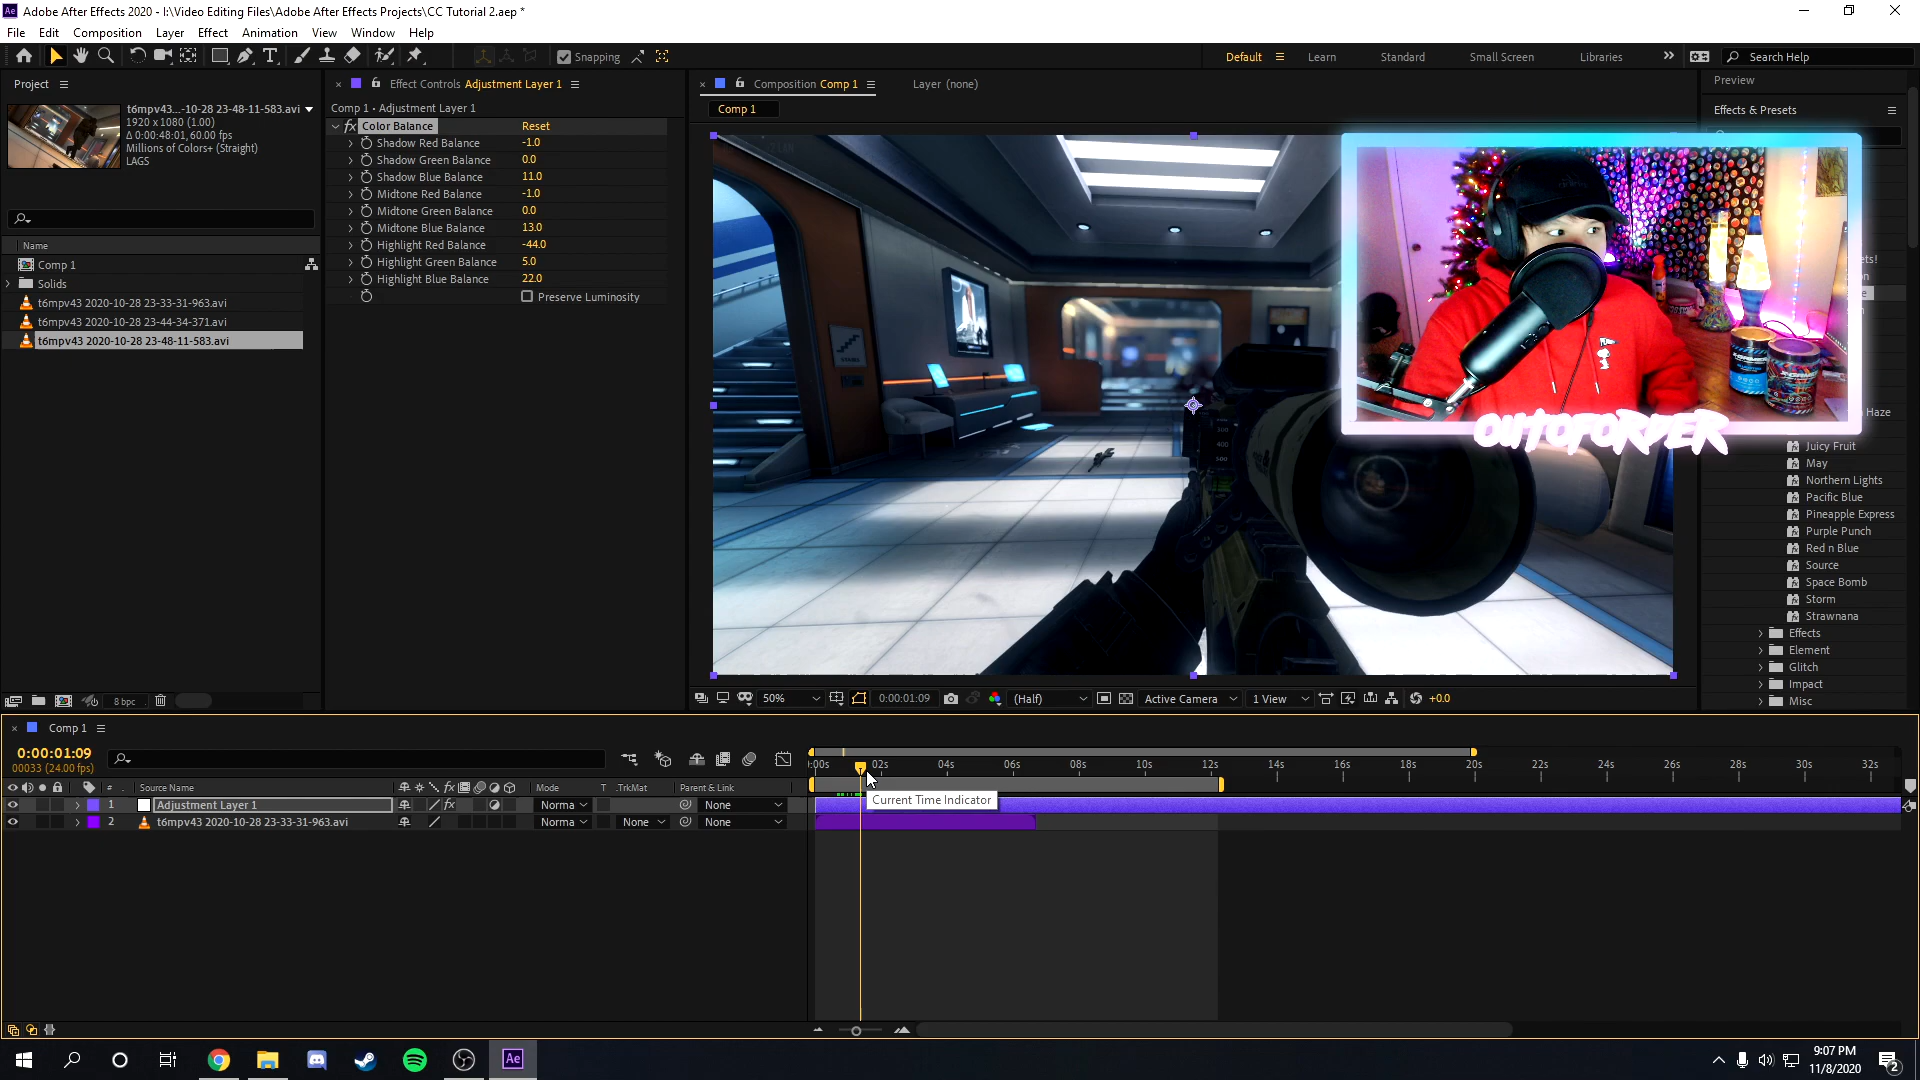 Adobe After Effects 2020 - I:\Video Editing Files\Adobe After Effects Projects\CC Tutorial 2.aep *
File Edit Composition Layer Effect Animation View Window Help
Snapping
Default Learn Standard Small Screen Libraries Search Help
Project
t6mpv43...-10-28 23-48-11-583.avi
1920 x 1080 (1.00)
Δ 0:00:48:01, 60.00 fps
Millions of Colors+ (Straight)
LAGS
Name
Comp 1
Solids
t6mpv43 2020-10-28 23-33-31-963.avi
t6mpv43 2020-10-28 23-44-34-371.avi
t6mpv43 2020-10-28 23-48-11-583.avi
8 bpc
Effect Controls Adjustment Layer 1
Comp 1 • Adjustment Layer 1
fx Color Balance Reset
Shadow Red Balance -1.0
Shadow Green Balance 0.0
Shadow Blue Balance 11.0
Midtone Red Balance -1.0
Midtone Green Balance 0.0
Midtone Blue Balance 13.0
Highlight Red Balance -44.0
Highlight Green Balance 5.0
Highlight Blue Balance 22.0
Preserve Luminosity
Composition Comp 1 Layer (none)
Comp 1
OUTOFORDER
50% 0:00:01:09 (Half) Active Camera 1 View +0.0
Preview
Effects & Presets
Haze
Juicy Fruit
May
Northern Lights
Pacific Blue
Pineapple Express
Purple Punch
Red n Blue
Source
Space Bomb
Storm
Strawnana
Effects
Element
Glitch
Impact
Misc
Comp 1
0:00:01:09
00033 (24.00 fps)
:00s 02s 04s 06s 08s 10s 12s 14s 16s 18s 20s 22s 24s 26s 28s 30s 32s
# Source Name fx Mode T .TrkMat Parent & Link
1 Adjustment Layer 1 fx Norma None
2 t6mpv43 2020-10-28 23-33-31-963.avi Norma None None
Current Time Indicator
Ae
9:07 PM
11/8/2020
2